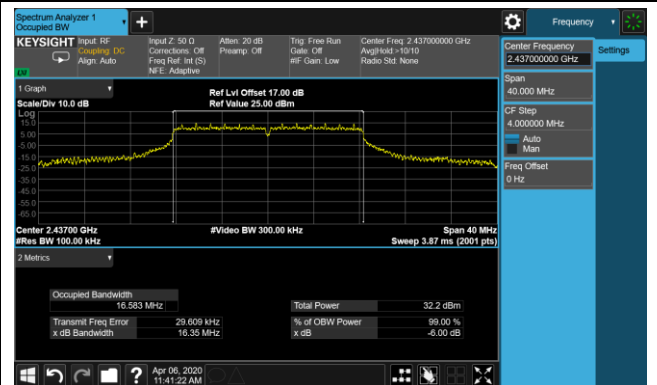 Spectrum Analyzer 1
Occupied BW
Frequency
KEYSIGHT
Input: RF
Coupling: DC
Align: Auto
Input Z: 50 Ω
Corrections: Off
Freq Ref: Int (S)
NFE: Adaptive
Atten: 20 dB
Preamp: Off
Trig: Free Run
Gate: Off
#IF Gain: Low
Center Freq: 2.437000000 GHz
Avg|Hold:>10/10
Radio Std: None
Center Frequency
2.437000000 GHz
Settings
Span
40.000 MHz
CF Step
4.000000 MHz
Auto
Man
Freq Offset
0 Hz
1 Graph
Scale/Div 10.0 dB
Ref Lvl Offset 17.00 dB
Ref Value 25.00 dBm
Log
15.0
5.00
-5.00
-15.0
-25.0
-35.0
-45.0
-55.0
-65.0
Center 2.43700 GHz
#Res BW 100.00 kHz
#Video BW 300.00 kHz
Span 40 MHz
Sweep 3.87 ms (2001 pts)
2 Metrics
Occupied Bandwidth
16.583 MHz
Total Power 32.2 dBm
Transmit Freq Error 29.609 kHz
% of OBW Power 99.00 %
x dB Bandwidth 16.35 MHz
x dB -6.00 dB
Apr 06, 2020
11:41:22 AM